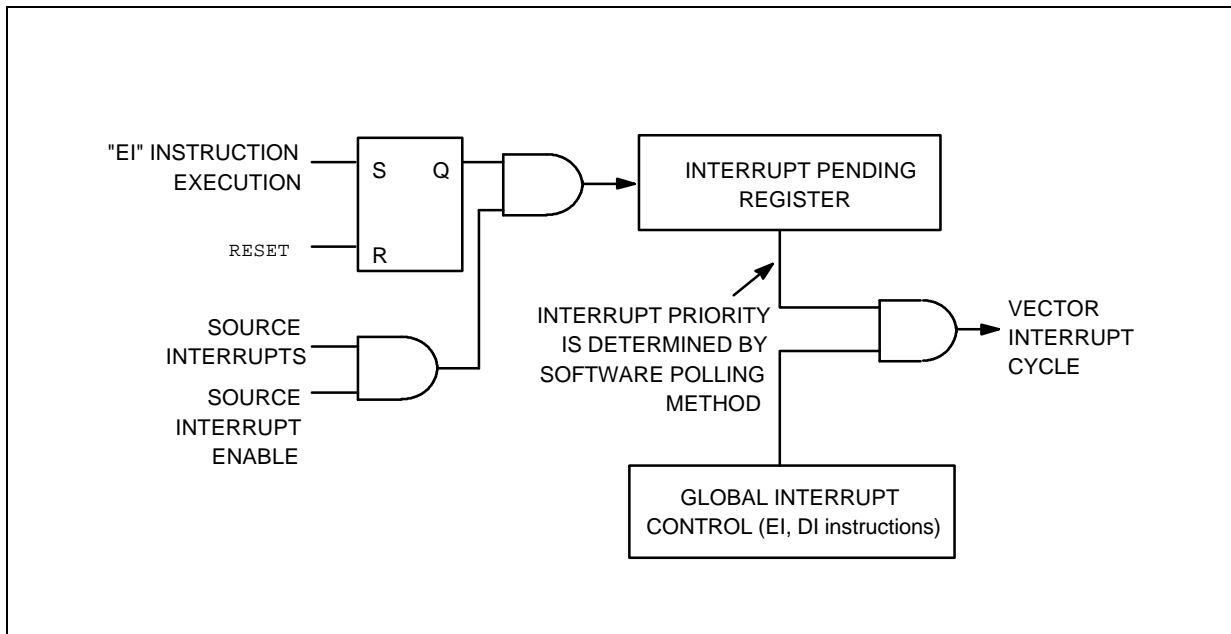 "EI" INSTRUCTION
EXECUTION
S
Q
RESET
R
SOURCE
INTERRUPTS
SOURCE
INTERRUPT
ENABLE
INTERRUPT PENDING
REGISTER
INTERRUPT PRIORITY
IS DETERMINED BY
SOFTWARE POLLING
METHOD
VECTOR
INTERRUPT
CYCLE
GLOBAL INTERRUPT
CONTROL (EI, DI instructions)